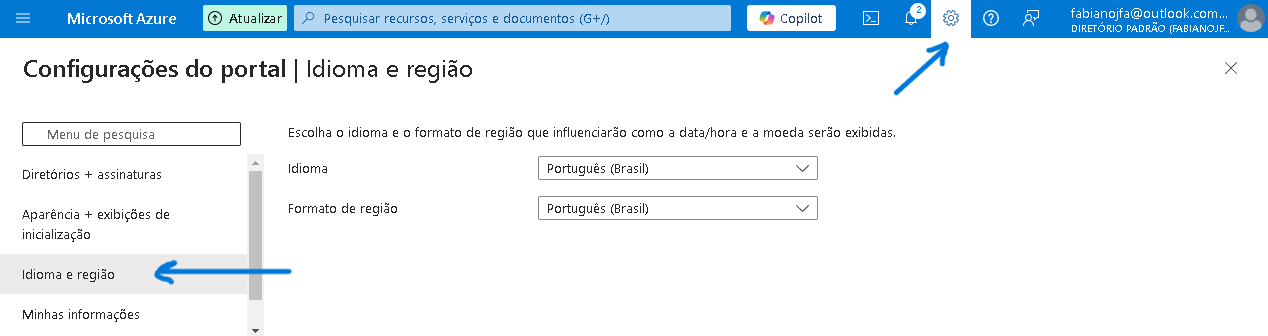 Microsoft Azure
Atualizar
Pesquisar recursos, serviços e documentos (G+/)
Copilot
2
fabianojfa@outlook.com...
DIRETÓRIO PADRÃO (FABIANOJF...
Configurações do portal | Idioma e região
Menu de pesquisa
Escolha o idioma e o formato de região que influenciarão como a data/hora e a moeda serão exibidas.
Diretórios + assinaturas
Idioma
Português (Brasil)
Aparência + exibições de
inicialização
Formato de região
Português (Brasil)
Idioma e região
Minhas informações